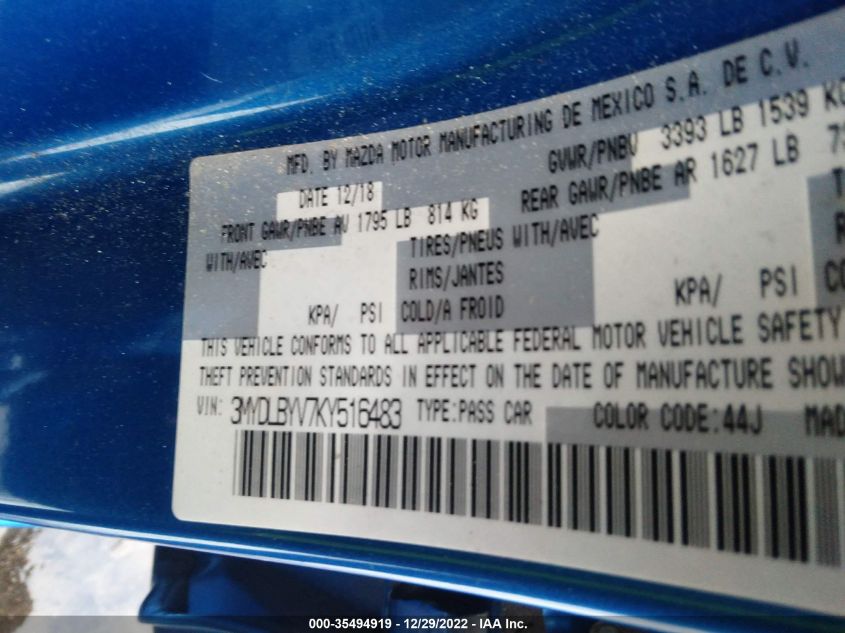 MFD. BY MAZDA MOTOR MANUFACTURING DE MEXICO S.A. DE C.V.
DATE 12/18 GVWR/PNBV 3393 LB 1539 KG
FRONT GAWR/PNBE AV 1795 LB 814 KG REAR GAWR/PNBE AR 1627 LB
WITH/AVEC TIRES/PNEUS WITH/AVEC
RIMS/JANTES
KPA/ PSI COLD/A FROID KPA/ PSI
THIS VEHICLE CONFORMS TO ALL APPLICABLE FEDERAL MOTOR VEHICLE SAFETY
THEFT PREVENTION STANDARDS IN EFFECT ON THE DATE OF MANUFACTURE SHOW
VIN: 3MYDLBYV7KY516483 TYPE:PASS CAR COLOR CODE:44J MAD
000-35494919 • 12/29/2022 • IAA Inc.